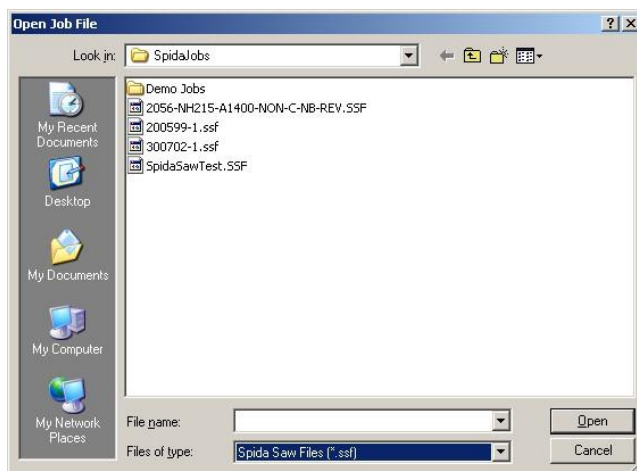 Open Job File
Look in: SpidaJobs
My Recent
Documents
Desktop
My Documents
My Computer
My Network
Places
Demo Jobs
2056-NH215-A1400-NON-C-NB-REV.SSF
200599-1.ssf
300702-1.ssf
SpidaSawTest.SSF
File name: Open
Files of type: Spida Saw Files (*.ssf) Cancel